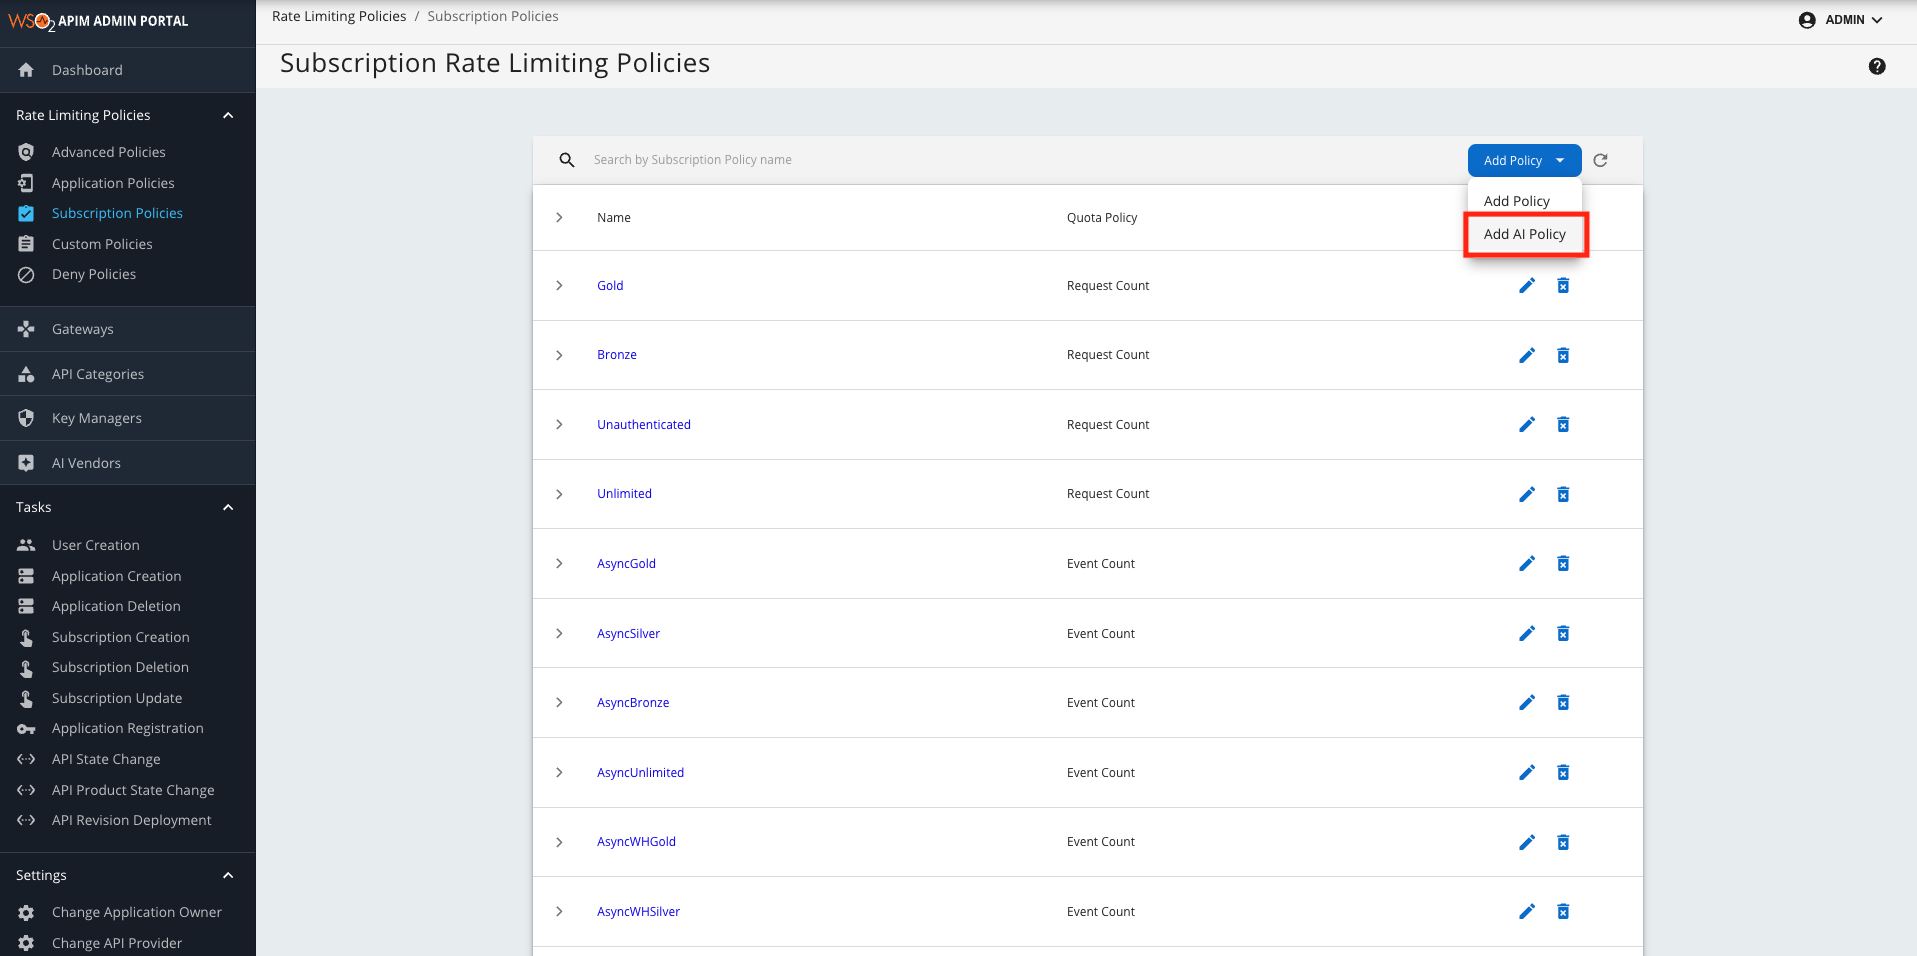 WSO2 APIM ADMIN PORTAL
Rate Limiting Policies / Subscription Policies
ADMIN
Subscription Rate Limiting Policies
Dashboard
Rate Limiting Policies
Advanced Policies
Application Policies
Subscription Policies
Custom Policies
Deny Policies
Gateways
API Categories
Key Managers
AI Vendors
Tasks
User Creation
Application Creation
Application Deletion
Subscription Creation
Subscription Deletion
Subscription Update
Application Registration
API State Change
API Product State Change
API Revision Deployment
Settings
Change Application Owner
Change API Provider
Search by Subscription Policy name
Add Policy
Add Policy
Add AI Policy
Name Quota Policy
Gold Request Count
Bronze Request Count
Unauthenticated Request Count
Unlimited Request Count
AsyncGold Event Count
AsyncSilver Event Count
AsyncBronze Event Count
AsyncUnlimited Event Count
AsyncWHGold Event Count
AsyncWHSilver Event Count